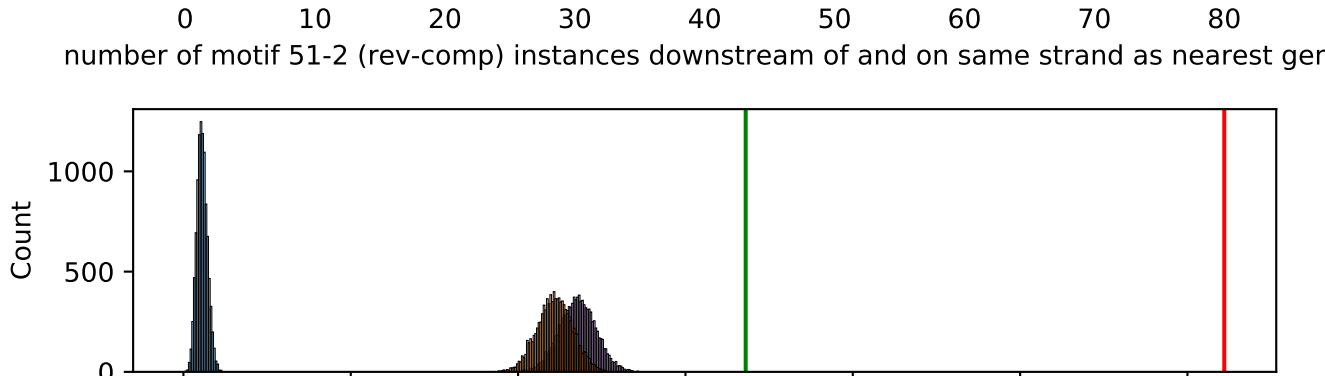 0 10 20 30 40 50 60 70 80
number of motif 51-2 (rev-comp) instances downstream of and on same strand as nearest
1000
Count
500
0